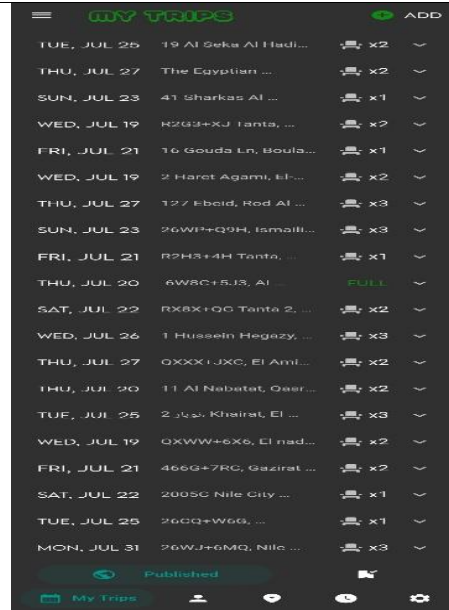 MY TRIPS ADD
TUE, JUL 25 19 Al Seka Al Hadi... x2
THU, JUL 27 The Egyptian ... x2
SUN, JUL 23 41 Sharkas Al ... x1
WED, JUL 19 R2G3+XJ Tanta, ... x2
FRI, JUL 21 16 Gouda Ln, Boula... x1
WED, JUL 19 2 Haret Agami, El-... x2
THU, JUL 27 127 Ebeid, Rod Al ... x3
SUN, JUL 23 26WP+Q9H, Ismaili... x3
FRI, JUL 21 R2H3+4H Tanta, ... x1
THU, JUL 20 6W8C+5J3, Al ... FULL
SAT, JUL 22 RX8X+QC Tanta 2, ... x2
WED, JUL 26 1 Hussein Hegazy, ... x3
THU, JUL 27 QXXX+JXC, El Ami... x2
THU, JUL 20 11 Al Nabatat, Qasr... x2
TUE, JUL 25 2 نوبار، Khairat, El ... x3
WED, JUL 19 QXWW+6X6, El nad... x2
FRI, JUL 21 466G+7RC, Gazirat ... x2
SAT, JUL 22 2005C Nile City ... x1
TUE, JUL 25 26CQ+W6G, ... x1
MON, JUL 31 26WJ+6MQ, Nile ... x3
Published
My Trips